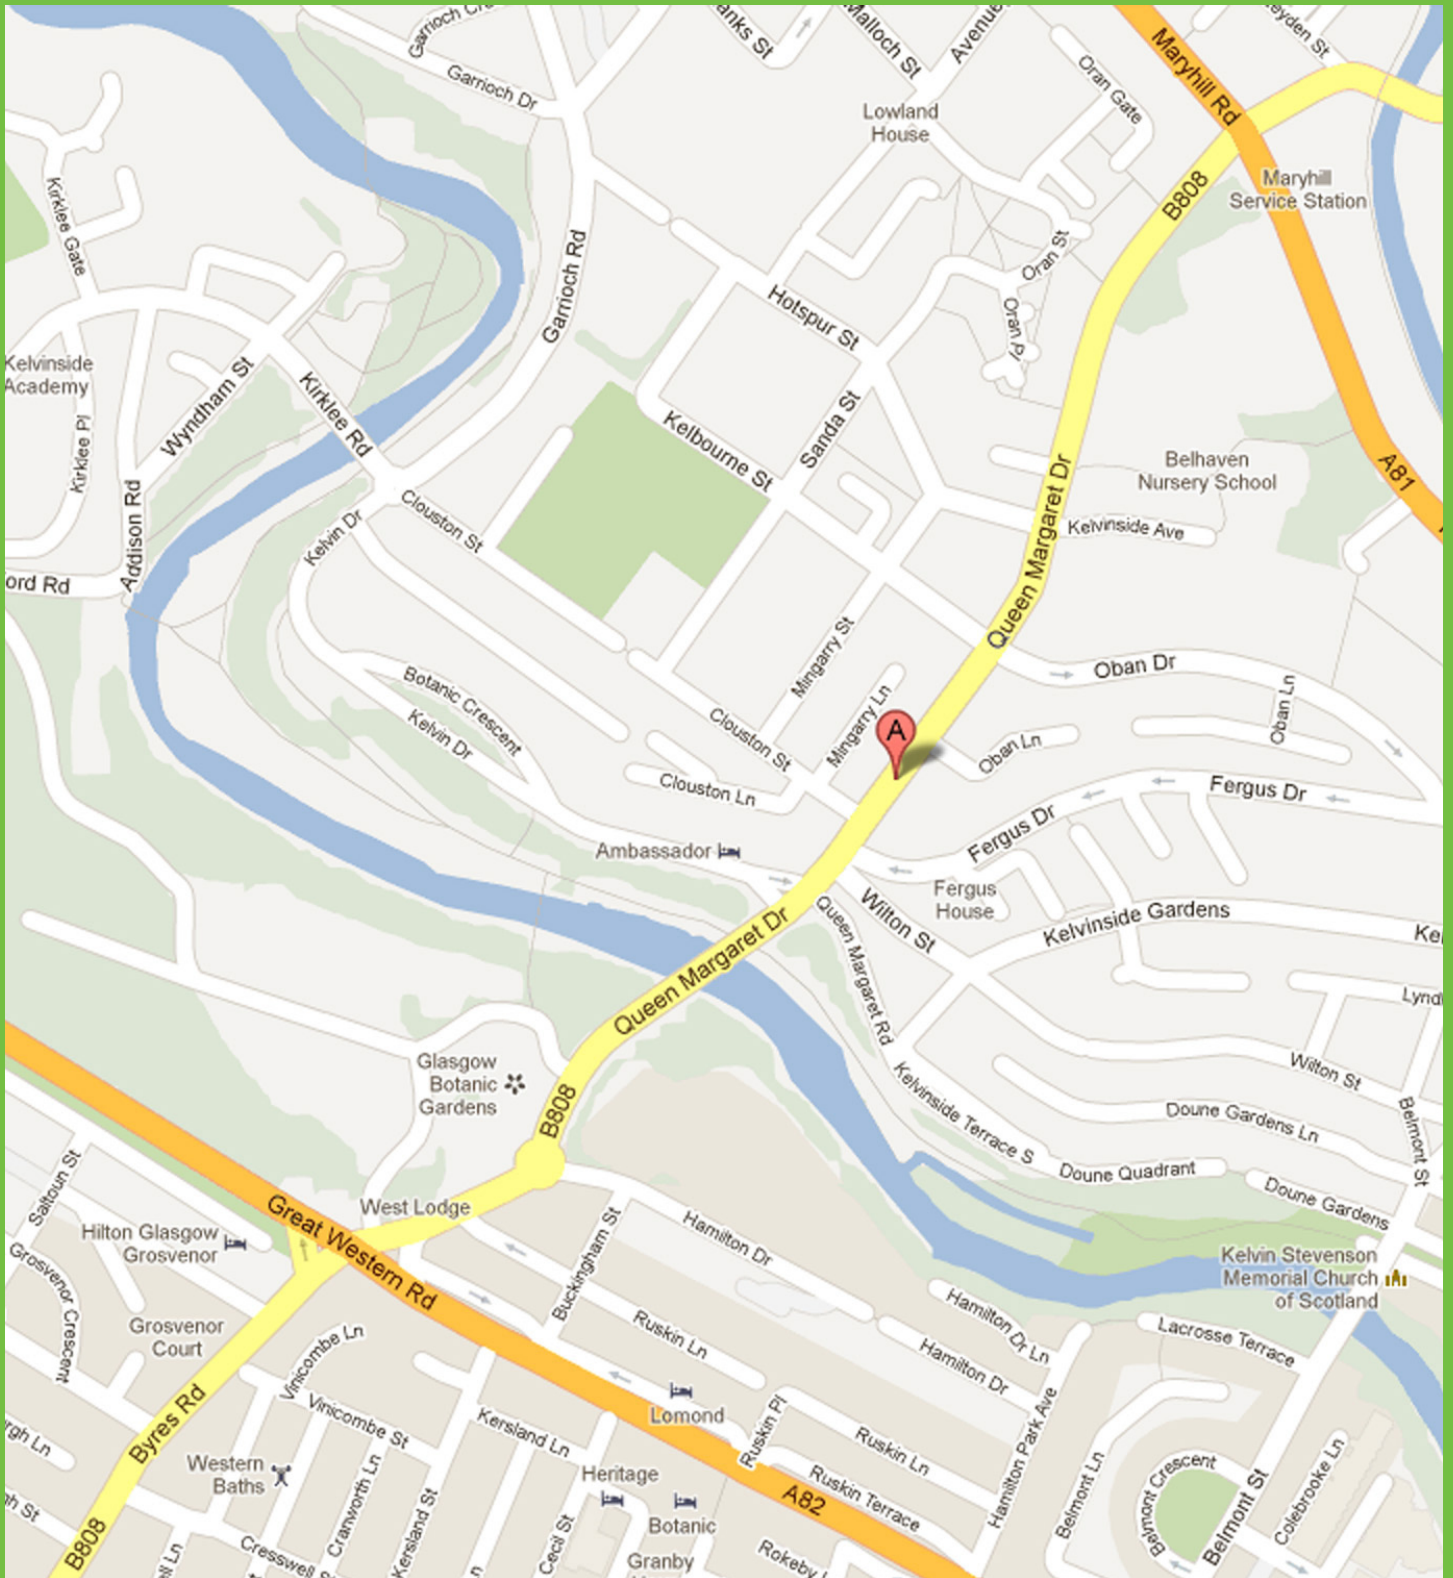 Garrioch Dr
Malloch St
Avenue
Maryhill Rd
Oran Gate
Lowland
House
Maryhill
Service Station
B808
Kirklee Gate
Garrioch Rd
Oran St
Oran Pl
Hotspur St
Kelvinside
Academy
Wyndham St
Kirklee Rd
Kirklee Pl
Sanda St
Kelbourne St
Belhaven
Nursery School
A81
Addison Rd
Clouston St
Kelvin Dr
Kelvinside Ave
Queen Margaret Dr
Mingarry St
Oban Dr
Oban Ln
Botanic Crescent
Kelvin Dr
Clouston St
Mingarry Ln
A
Oban Ln
Clouston Ln
Fergus Dr
Fergus Dr
Ambassador
Fergus
House
Wilton St
Kelvinside Gardens
Queen Margaret Dr
Queen Margaret Rd
Glasgow
Botanic
Gardens
B808
Kelvinside Terrace S
Wilton St
Doune Gardens Ln
Belmont St
Doune Quadrant
Doune Gardens
Saltoun St
West Lodge
Great Western Rd
Hilton Glasgow
Grosvenor
Hamilton Dr
Buckingham St
Kelvin Stevenson
Memorial Church
of Scotland
Grosvenor Crescent
Grosvenor
Court
Vinicombe Ln
Ruskin Ln
Hamilton Dr Ln
Hamilton Dr
Lacrosse Terrace
Byres Rd
Vinicombe St
Kersland Ln
Lomond
Ruskin Pl
Ruskin Ln
Hamilton Park Ave
Western
Baths
Cranworth Ln
Kersland St
Heritage
A82
Ruskin Terrace
Belmont Ln
Belmont Crescent
Belmont St
Colebrooke Ln
Botanic
B808
Cecil St
Granby